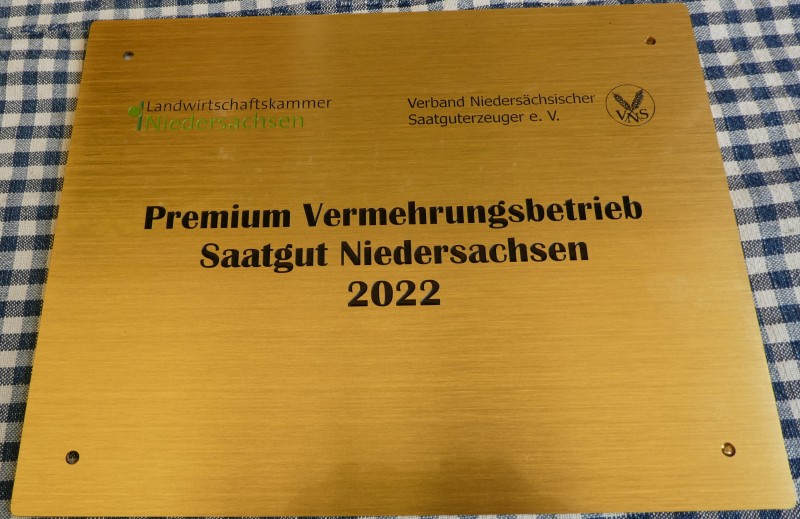 Landwirtschaftskammer
Niedersachsen
Verband Niedersächsischer
Saatguterzeuger e. V.
VNS
Premium Vermehrungsbetrieb
Saatgut Niedersachsen
2022